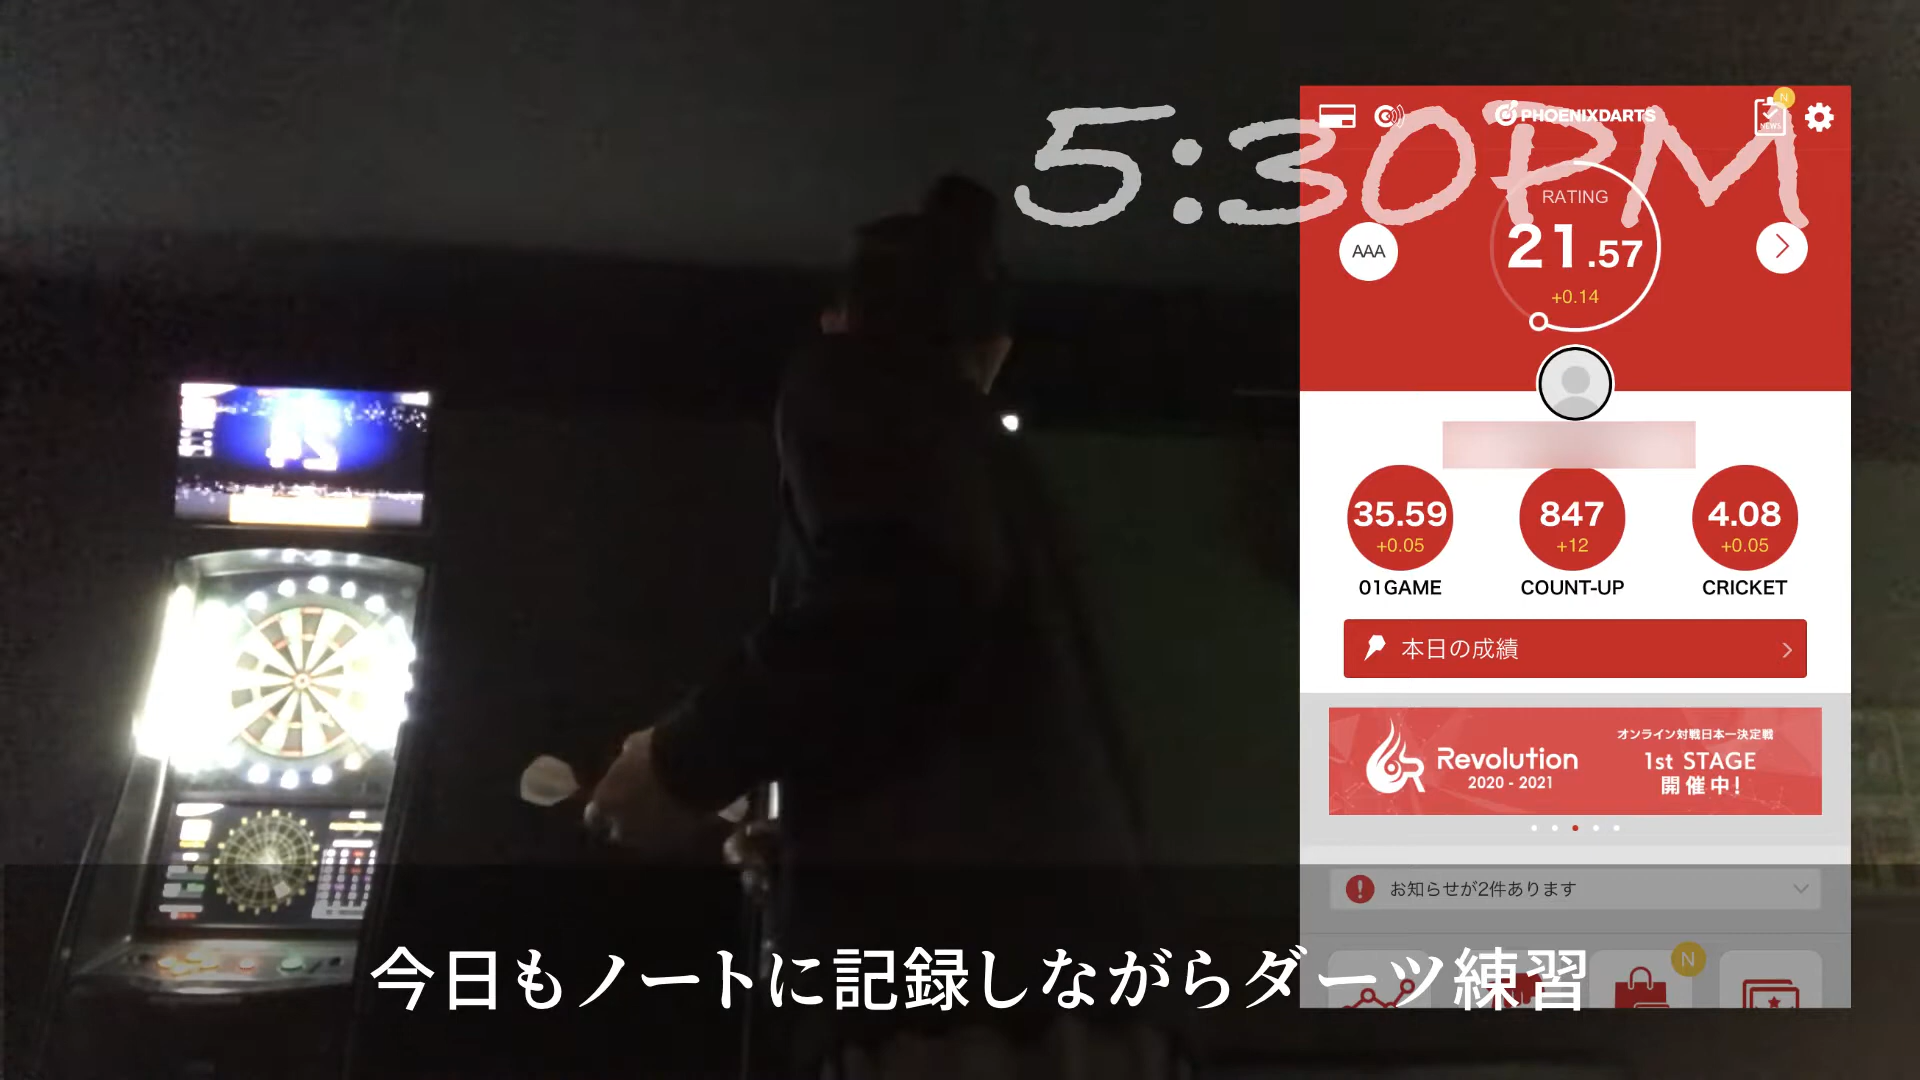 5:30PM
PHOENIXDARTS
N
NEWS
RATING
AAA
21.57
+0.14
35.59
+0.05
01GAME
847
+12
COUNT-UP
4.08
+0.05
CRICKET
本日の成績
Revolution
2020 - 2021
オンライン対戦日本一決定戦
1st STAGE
開催中!
お知らせが2件あります
N
今日もノートに記録しながらダーツ練習